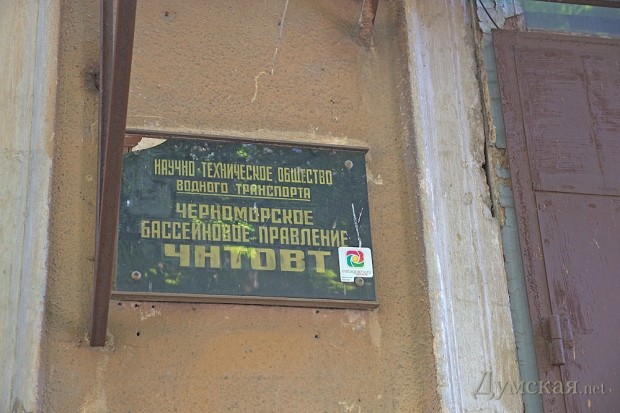 НАУЧНО-ТЕХНИЧЕСКОЕ ОБЩЕСТВО
ВОДНОГО ТРАНСПОРТА
ЧЕРНОМОРСКОЕ
БАССЕЙНОВОЕ ПРАВЛЕНИЕ
ЧНТОВТ
Думская.net